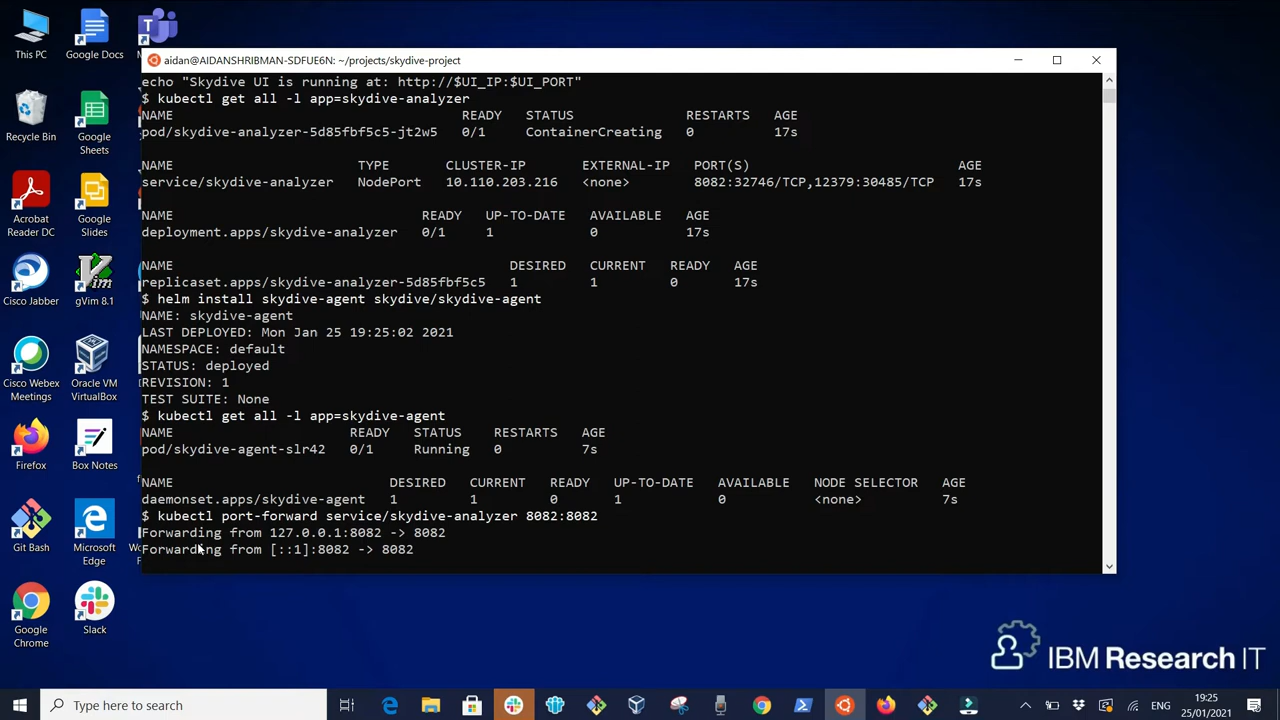 This PC
Google Docs
Recycle Bin
Google Sheets
Acrobat Reader DC
Google Slides
Cisco Jabber
gVim 8.1
Cisco Webex Meetings
Oracle VM VirtualBox
Firefox
Box Notes
Git Bash
Microsoft Edge
Google Chrome
Slack
aidan@AIDANSHRIBMAN-SDFUE6N: ~/projects/skydive-project
echo "Skydive UI is running at: http://$UI_IP:$UI_PORT"
$ kubectl get all -l app=skydive-analyzer
NAME READY STATUS RESTARTS AGE
pod/skydive-analyzer-5d85fbf5c5-jt2w5 0/1 ContainerCreating 0 17s
NAME TYPE CLUSTER-IP EXTERNAL-IP PORT(S) AGE
service/skydive-analyzer NodePort 10.110.203.216 <none> 8082:32746/TCP,12379:30485/TCP 17s
NAME READY UP-TO-DATE AVAILABLE AGE
deployment.apps/skydive-analyzer 0/1 1 0 17s
NAME DESIRED CURRENT READY AGE
replicaset.apps/skydive-analyzer-5d85fbf5c5 1 1 0 17s
$ helm install skydive-agent skydive/skydive-agent
NAME: skydive-agent
LAST DEPLOYED: Mon Jan 25 19:25:02 2021
NAMESPACE: default
STATUS: deployed
REVISION: 1
TEST SUITE: None
$ kubectl get all -l app=skydive-agent
NAME READY STATUS RESTARTS AGE
pod/skydive-agent-slr42 0/1 Running 0 7s
NAME DESIRED CURRENT READY UP-TO-DATE AVAILABLE NODE SELECTOR AGE
daemonset.apps/skydive-agent 1 1 0 1 0 <none> 7s
$ kubectl port-forward service/skydive-analyzer 8082:8082
Forwarding from 127.0.0.1:8082 -> 8082
Forwarding from [::1]:8082 -> 8082
IBM Research IT
Type here to search
ENG
19:25
25/01/2021